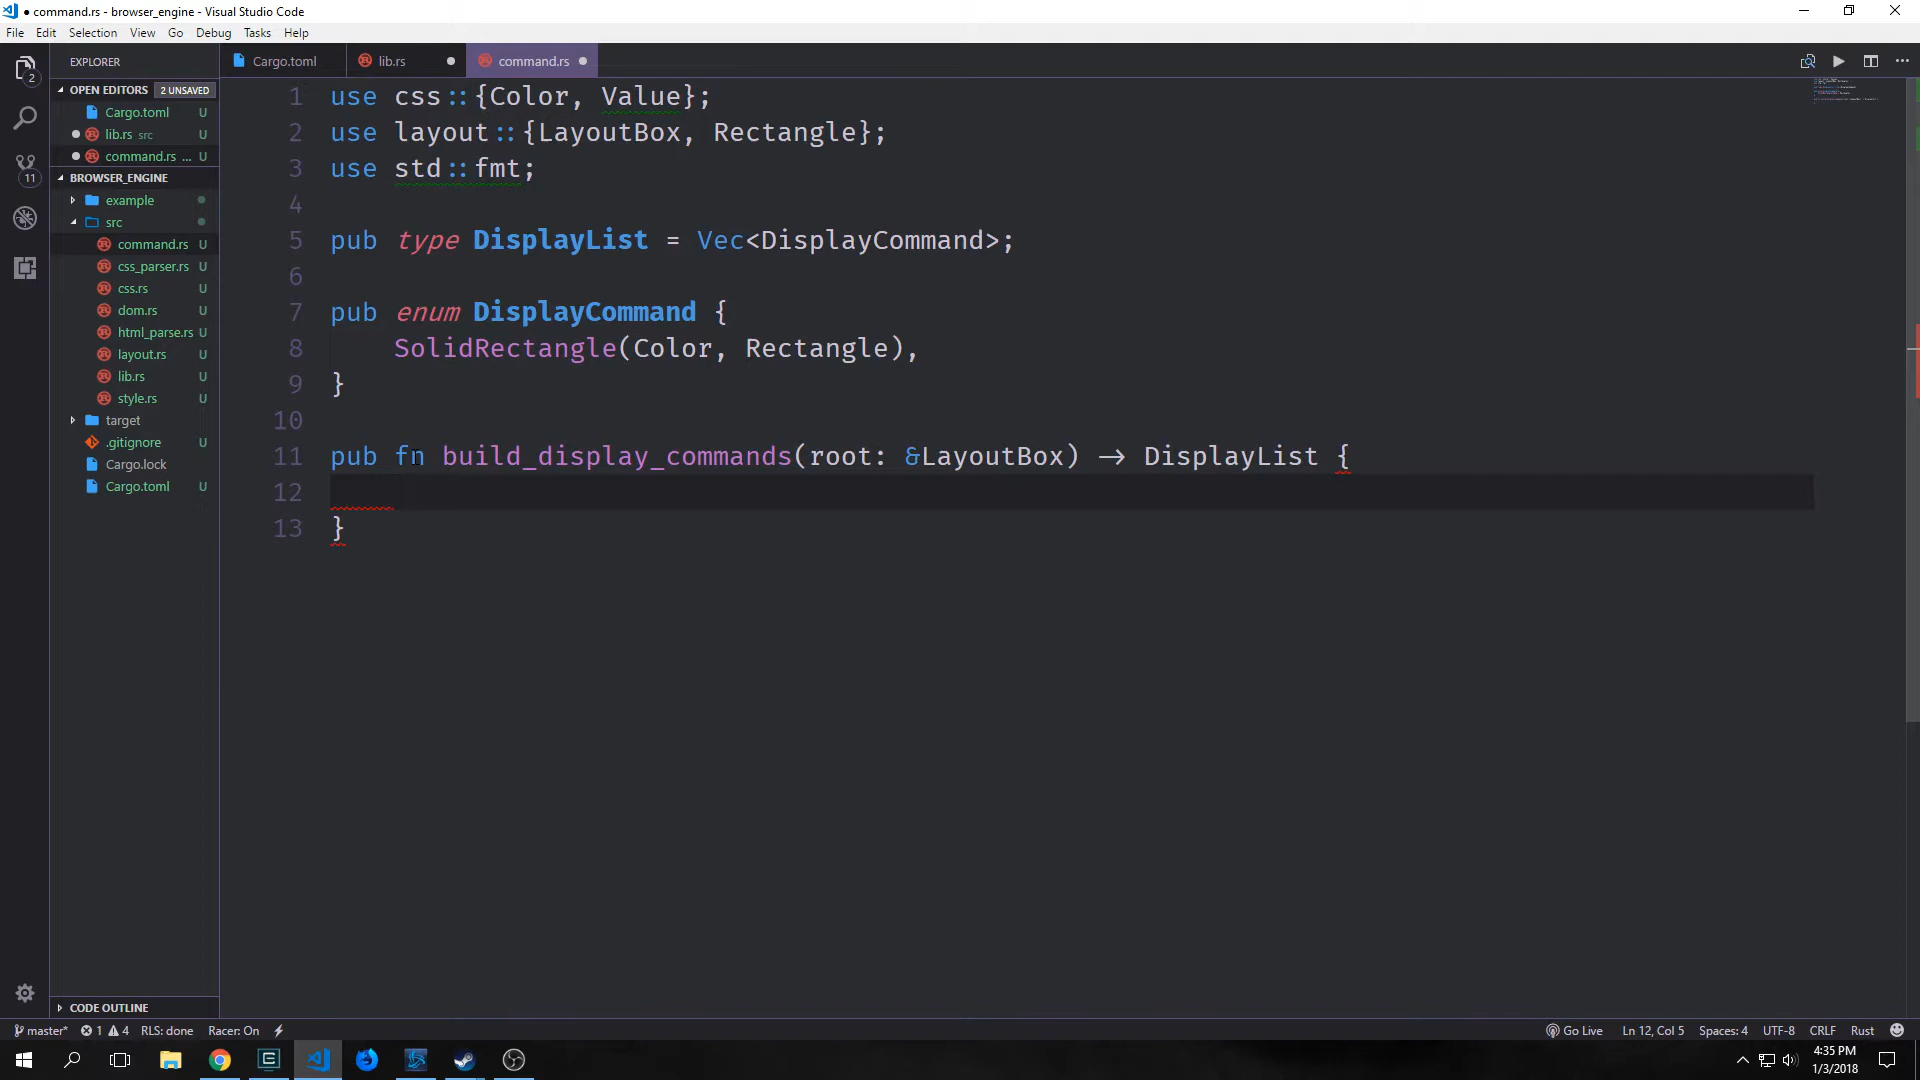 ● command.rs - browser_engine - Visual Studio Code
File Edit Selection View Go Debug Tasks Help
EXPLORER
Cargo.toml lib.rs ● command.rs ●
OPEN EDITORS 2 UNSAVED
Cargo.toml U
● lib.rs src U
● command.rs ... U
BROWSER_ENGINE
example
src
command.rs U
css_parser.rs U
css.rs U
dom.rs U
html_parse.rs U
layout.rs U
lib.rs U
style.rs U
target
.gitignore U
Cargo.lock
Cargo.toml U
CODE OUTLINE
2
11
1 use css::{Color, Value};
2 use layout::{LayoutBox, Rectangle};
3 use std::fmt;
4
5 pub type DisplayList = Vec<DisplayCommand>;
6
7 pub enum DisplayCommand {
8     SolidRectangle(Color, Rectangle),
9 }
10
11 pub fn build_display_commands(root: &LayoutBox) → DisplayList {
12
13 }
master* 1 4 RLS: done Racer: On Go Live Ln 12, Col 5 Spaces: 4 UTF-8 CRLF Rust
4:35 PM
1/3/2018